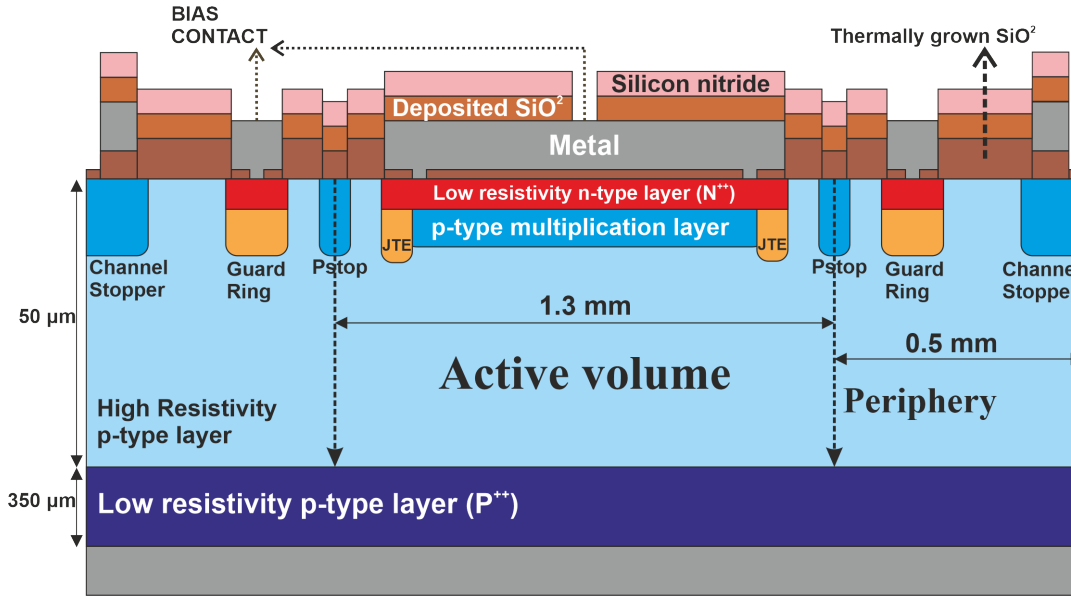 BIAS
CONTACT
Thermally grown SiO²
Silicon nitride
Deposited SiO²
Metal
Low resistivity n-type layer (N⁺⁺)
p-type multiplication layer
JTE
JTE
Channel
Stopper
Guard
Ring
Pstop
Pstop
Guard
Ring
Channel
Stopper
50 μm
1.3 mm
0.5 mm
Active volume
Periphery
High Resistivity
p-type layer
350 μm
Low resistivity p-type layer (P⁺⁺)